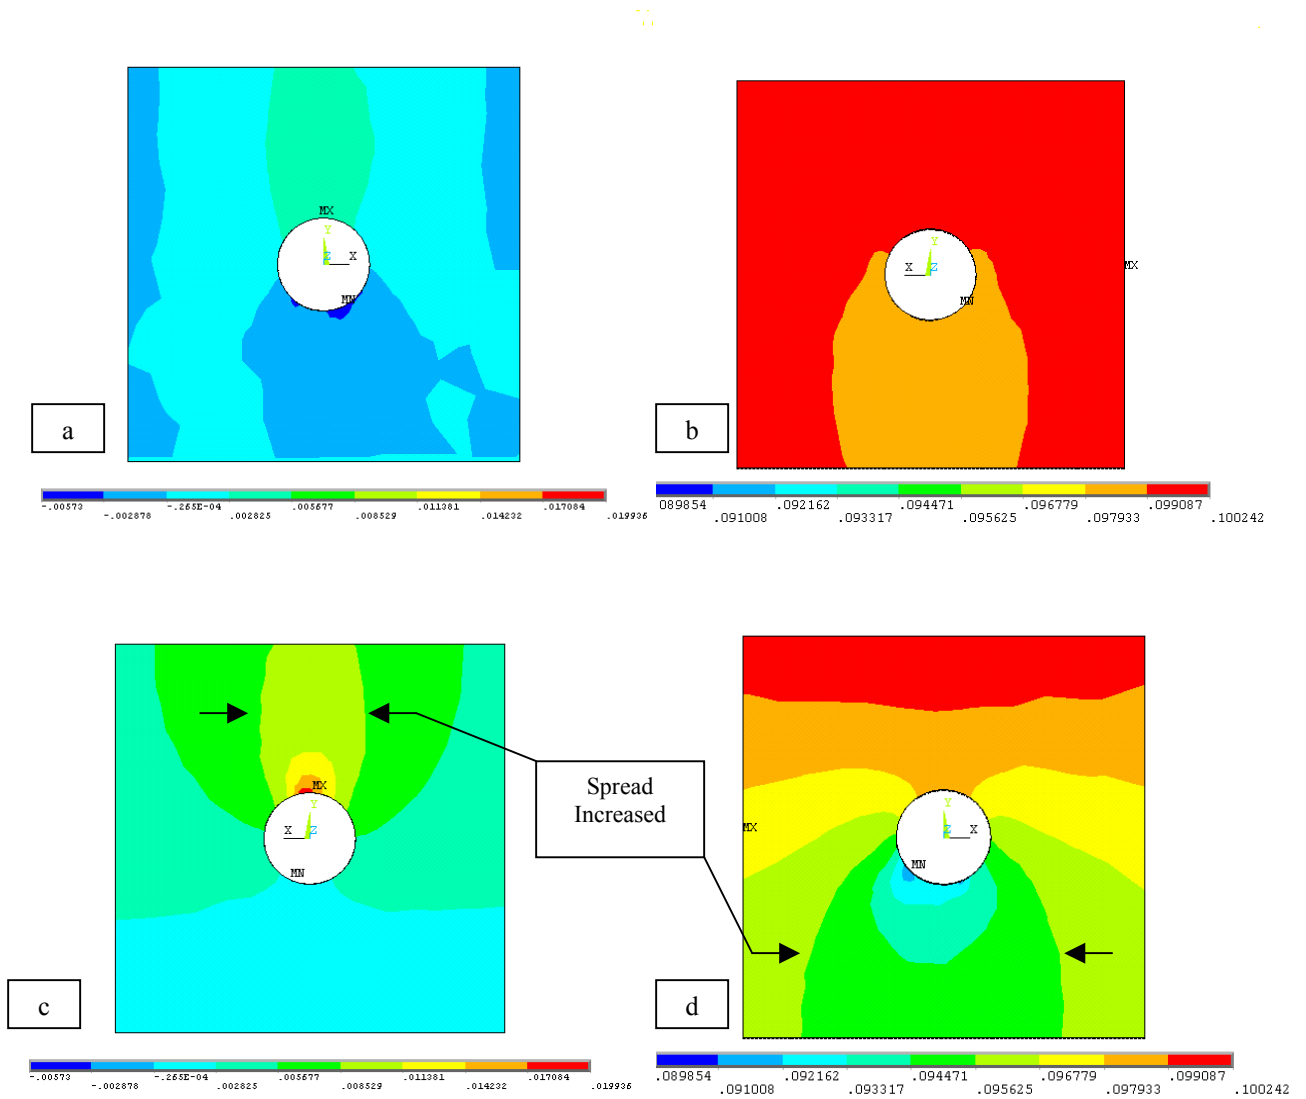 MX
Y
Z X
MN
MX
Y
X Z
MN
a
b
-.00573 -.265E-04 .005677 .011381 .017084
-.002878 .002825 .008529 .014232 .019936
089854 .092162 .094471 .096779 .099087
.091008 .093317 .095625 .097933 .100242
MX
Y
X Z
MN
Spread
Increased
MX
Y
Z X
MN
c
d
-.00573 -.265E-04 .005677 .011381 .017084
-.002878 .002825 .008529 .014232 .019936
.089854 .092162 .094471 .096779 .099087
.091008 .093317 .095625 .097933 .100242